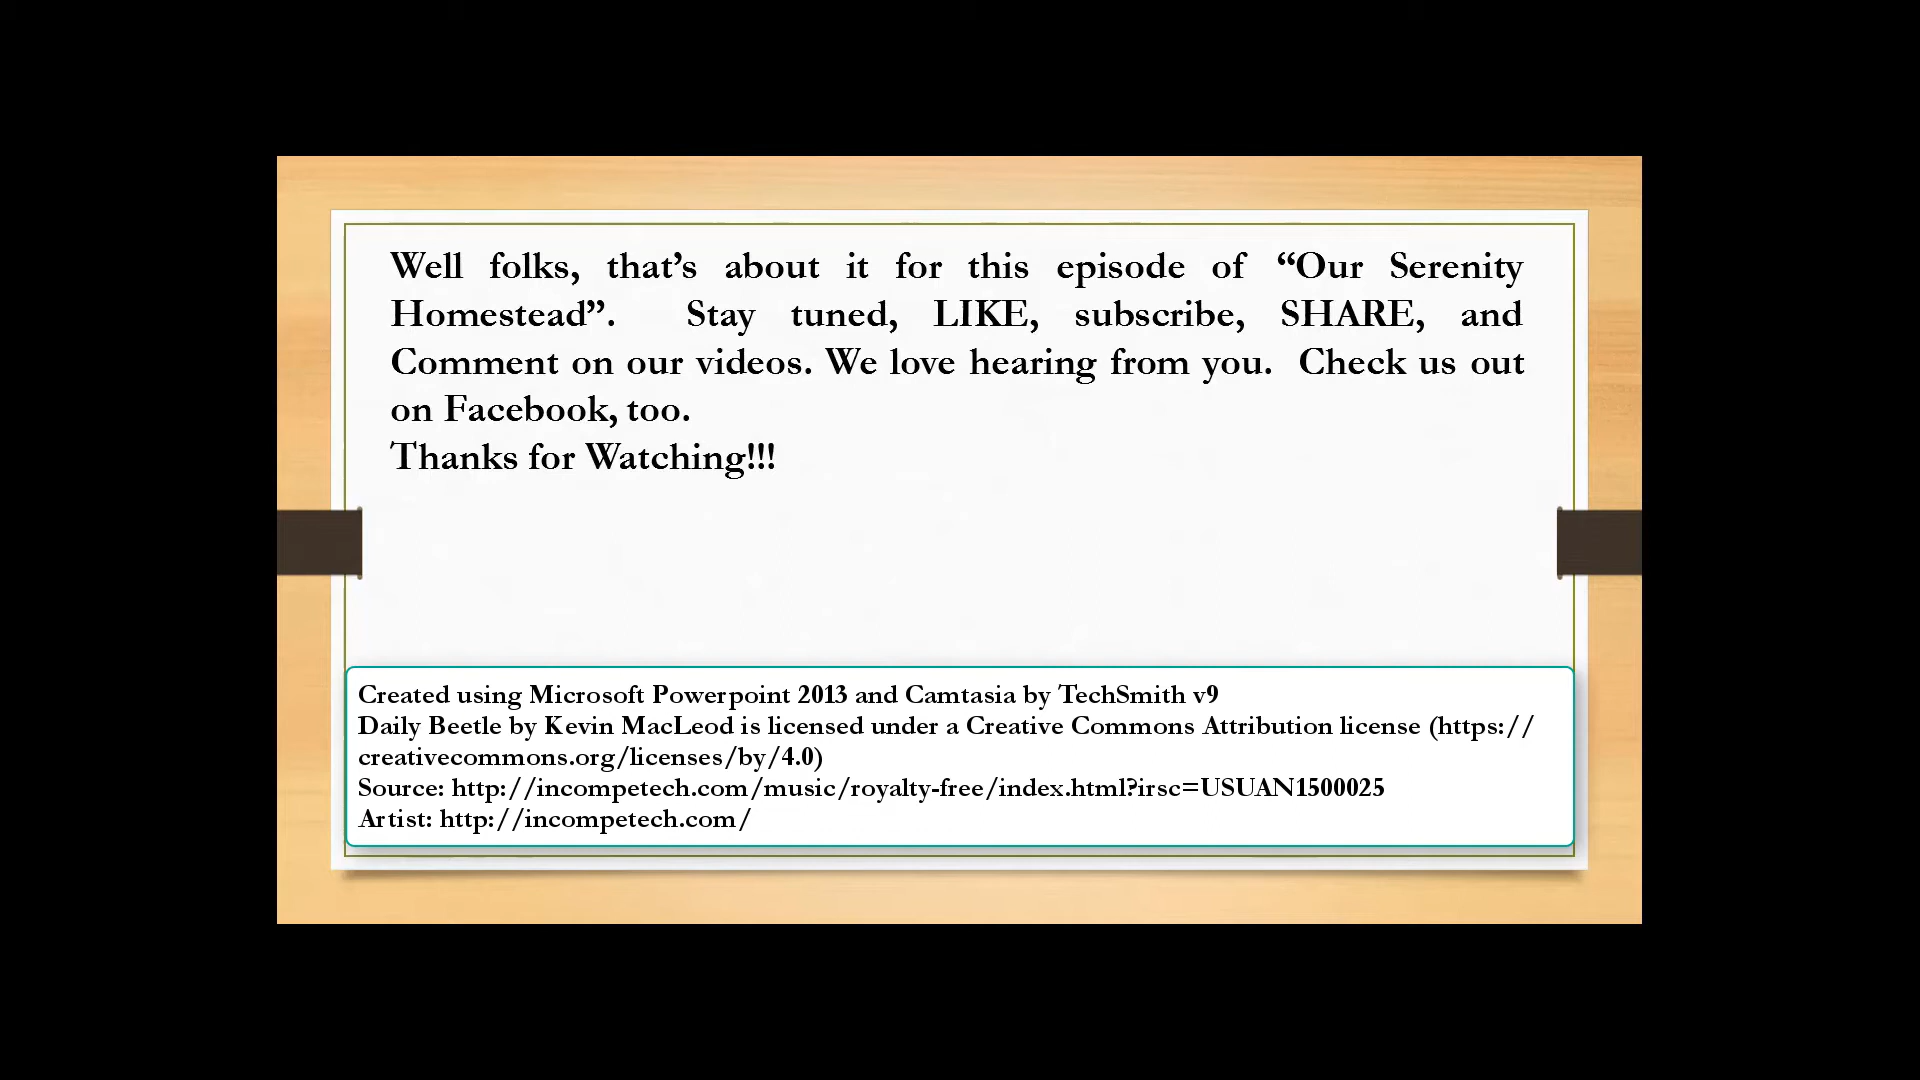 Well folks, that’s about it for this episode of “Our Serenity
Homestead”. Stay tuned, LIKE, subscribe, SHARE, and
Comment on our videos. We love hearing from you. Check us out
on Facebook, too.
Thanks for Watching!!!
Created using Microsoft Powerpoint 2013 and Camtasia by TechSmith v9
Daily Beetle by Kevin MacLeod is licensed under a Creative Commons Attribution license (https://
creativecommons.org/licenses/by/4.0)
Source: http://incompetech.com/music/royalty-free/index.html?irsc=USUAN1500025
Artist: http://incompetech.com/